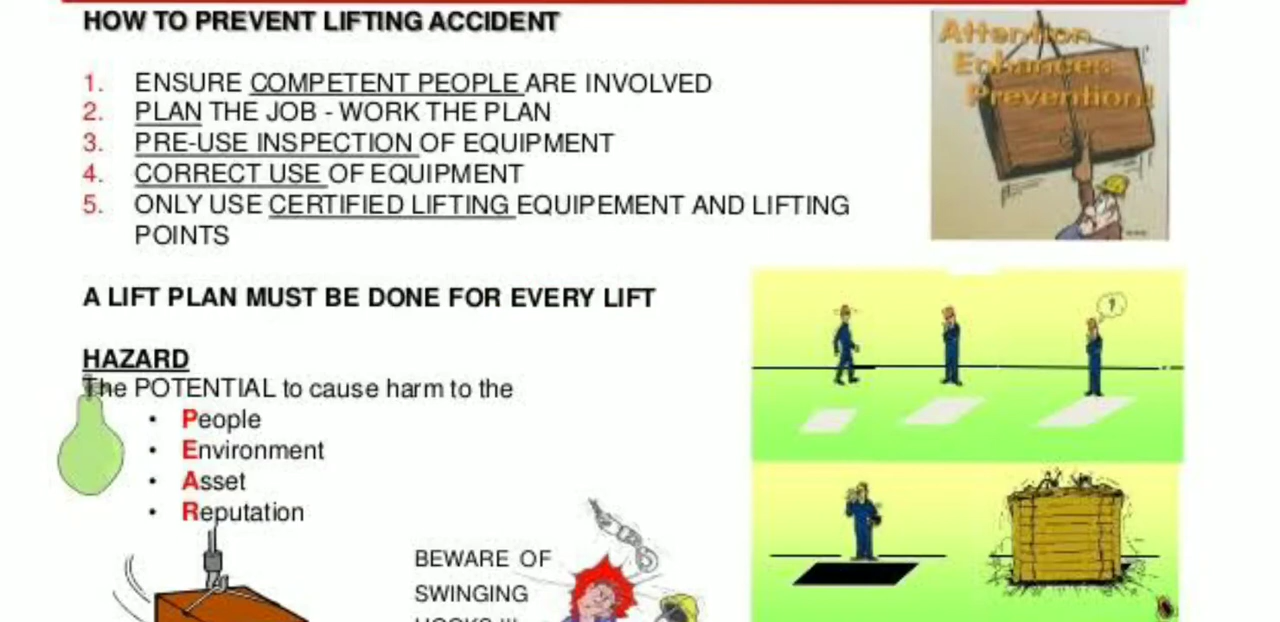 HOW TO PREVENT LIFTING ACCIDENT
Attention
Enhances
Prevention!
1. ENSURE COMPETENT PEOPLE ARE INVOLVED
2. PLAN THE JOB - WORK THE PLAN
3. PRE-USE INSPECTION OF EQUIPMENT
4. CORRECT USE OF EQUIPMENT
5. ONLY USE CERTIFIED LIFTING EQUIPEMENT AND LIFTING
POINTS
A LIFT PLAN MUST BE DONE FOR EVERY LIFT
?
HAZARD
The POTENTIAL to cause harm to the
• People
• Environment
• Asset
• Reputation
BEWARE OF
SWINGING